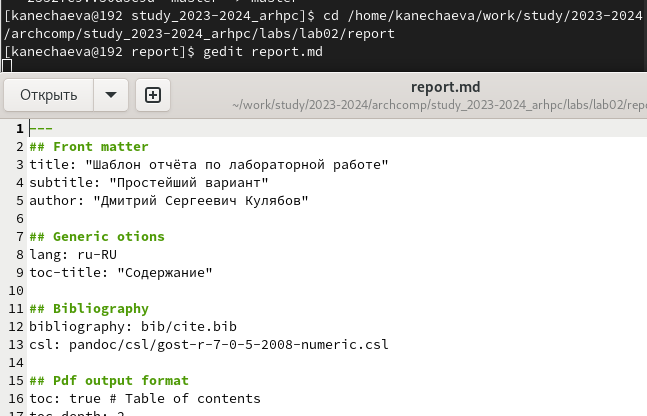 [kanechaeva@192 study_2023-2024_arhpc]$ cd /home/kanechaeva/work/study/2023-2024
/archcomp/study_2023-2024_arhpc/labs/lab02/report
[kanechaeva@192 report]$ gedit report.md
Открыть
report.md
~/work/study/2023-2024/archcomp/study_2023-2024_arhpc/labs/lab02/repo
1 ---
2 ## Front matter
3 title: "Шаблон отчёта по лабораторной работе"
4 subtitle: "Простейший вариант"
5 author: "Дмитрий Сергеевич Кулябов"
6
7 ## Generic otions
8 lang: ru-RU
9 toc-title: "Содержание"
10
11 ## Bibliography
12 bibliography: bib/cite.bib
13 csl: pandoc/csl/gost-r-7-0-5-2008-numeric.csl
14
15 ## Pdf output format
16 toc: true # Table of contents
17 toc-depth: 2